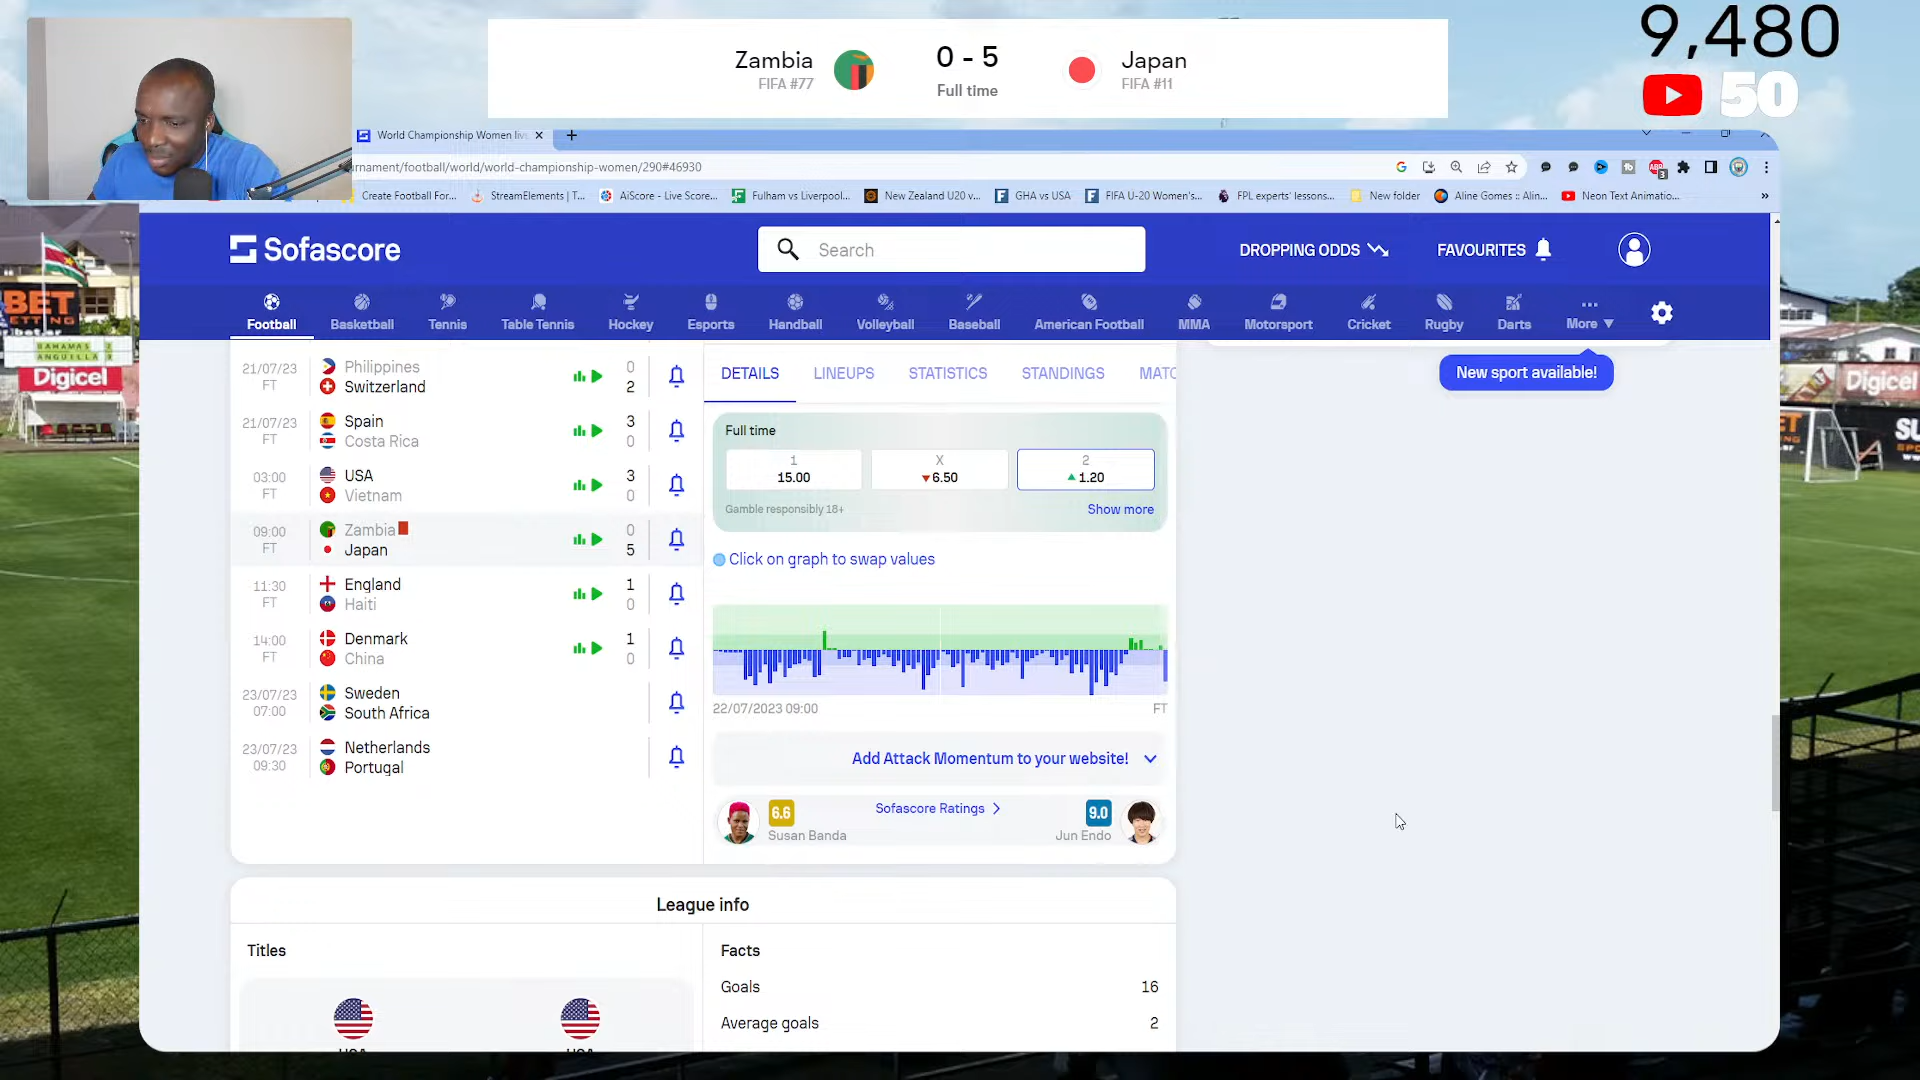 Zambia
FIFA #77
0 - 5
Full time
Japan
FIFA #11
9,480
50
World Championship Women liv
urnament/football/world/world-championship-women/290#46930
Create Football For...
StreamElements | T...
AiScore - Live Score...
Fulham vs Liverpool...
New Zealand U20 v...
GHA vs USA
FIFA U-20 Women's...
FPL experts' lessons...
New folder
Aline Games :: Alin...
Neon Text Animatio...
»
Sofascore
Search
DROPPING ODDS
FAVOURITES
Football
Basketball
Tennis
Table Tennis
Hockey
Esports
Handball
Volleyball
Baseball
American Football
MMA
Motorsport
Cricket
Rugby
Darts
More
New sport available!
21/07/23
FT
Philippines
Switzerland
0
2
21/07/23
FT
Spain
Costa Rica
3
0
03:00
FT
USA
Vietnam
3
0
09:00
FT
Zambia
Japan
0
5
11:30
FT
England
Haiti
1
0
14:00
FT
Denmark
China
1
0
23/07/23
07:00
Sweden
South Africa
23/07/23
09:30
Netherlands
Portugal
DETAILS
LINEUPS
STATISTICS
STANDINGS
MATC
Full time
1
15.00
X
6.50
2
1.20
Gamble responsibly 18+
Show more
Click on graph to swap values
22/07/2023 09:00
FT
Add Attack Momentum to your website!
6.6
Susan Banda
Sofascore Ratings
9.0
Jun Endo
League info
Titles
Facts
Goals
16
Average goals
2
BET
BAHAMAS 2
ANGUILLA
Digicel
Digicel